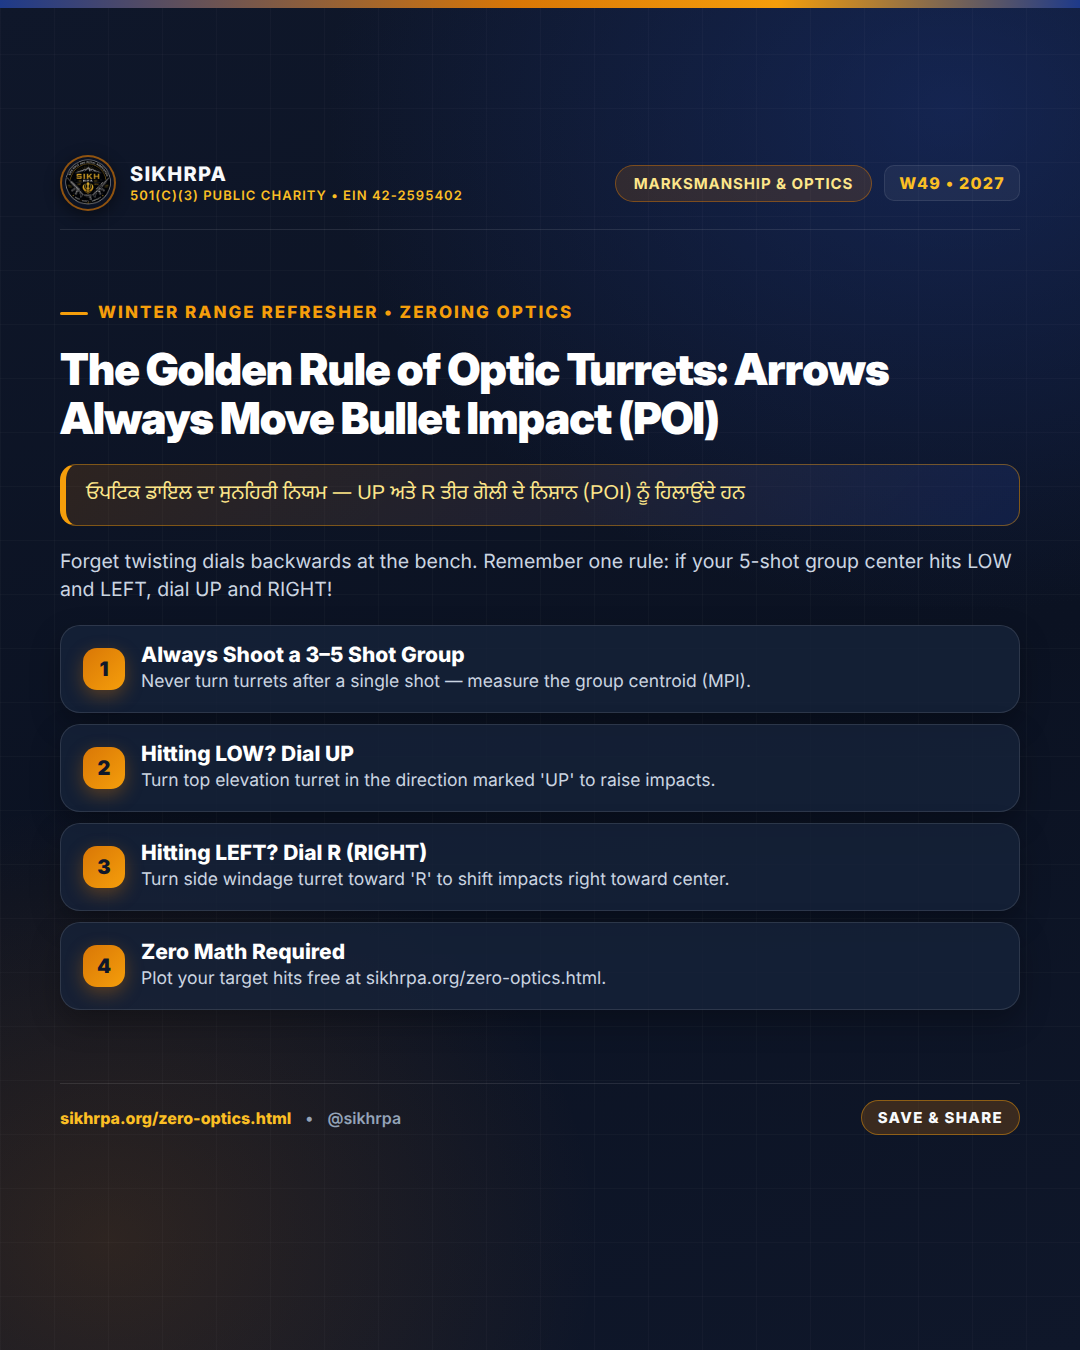 SIKH
SIKHRPA
501(C)(3) PUBLIC CHARITY • EIN 42-2595402
MARKSMANSHIP & OPTICS
W49 • 2027
WINTER RANGE REFRESHER • ZEROING OPTICS
The Golden Rule of Optic Turrets: Arrows
Always Move Bullet Impact (POI)
ਓਪਟਿਕ ਡਾਇਲ ਦਾ ਸੁਨਹਿਰੀ ਨਿਯਮ — UP ਅਤੇ R ਤੀਰ ਗੋਲੀ ਦੇ ਨਿਸ਼ਾਨ (POI) ਨੂੰ ਹਿਲਾਉਂਦੇ ਹਨ
Forget twisting dials backwards at the bench. Remember one rule: if your 5-shot group center hits LOW
and LEFT, dial UP and RIGHT!
1
Always Shoot a 3–5 Shot Group
Never turn turrets after a single shot — measure the group centroid (MPI).
2
Hitting LOW? Dial UP
Turn top elevation turret in the direction marked 'UP' to raise impacts.
3
Hitting LEFT? Dial R (RIGHT)
Turn side windage turret toward 'R' to shift impacts right toward center.
4
Zero Math Required
Plot your target hits free at sikhrpa.org/zero-optics.html.
sikhrpa.org/zero-optics.html • @sikhrpa
SAVE & SHARE